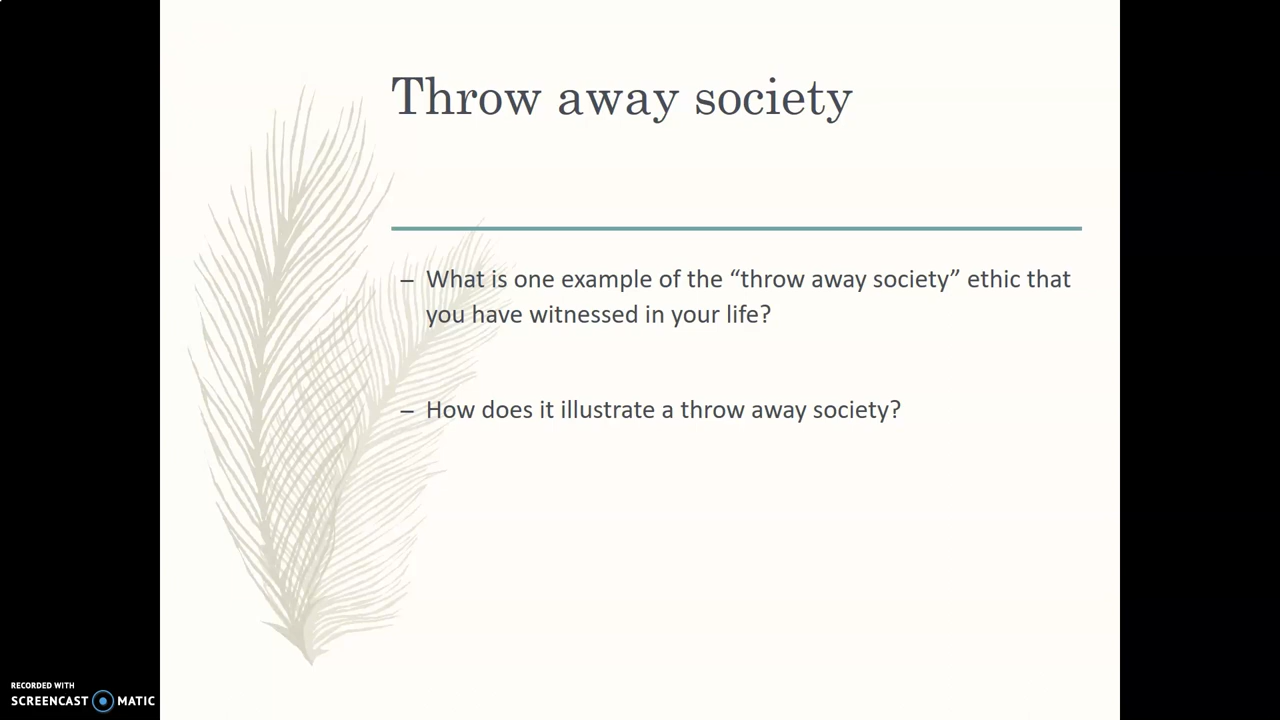 Throw away society
– What is one example of the “throw away society” ethic that
you have witnessed in your life?
– How does it illustrate a throw away society?
RECORDED WITH
SCREENCAST MATIC